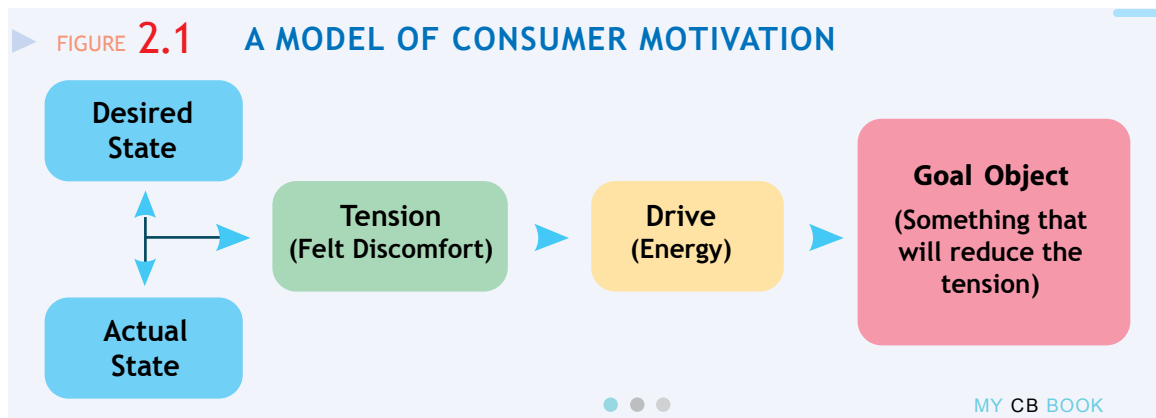 FIGURE 2.1 A MODEL OF CONSUMER MOTIVATION
Desired
State
Tension
(Felt Discomfort)
Drive
(Energy)
Goal Object
(Something that
will reduce the
tension)
Actual
State
MY CB BOOK